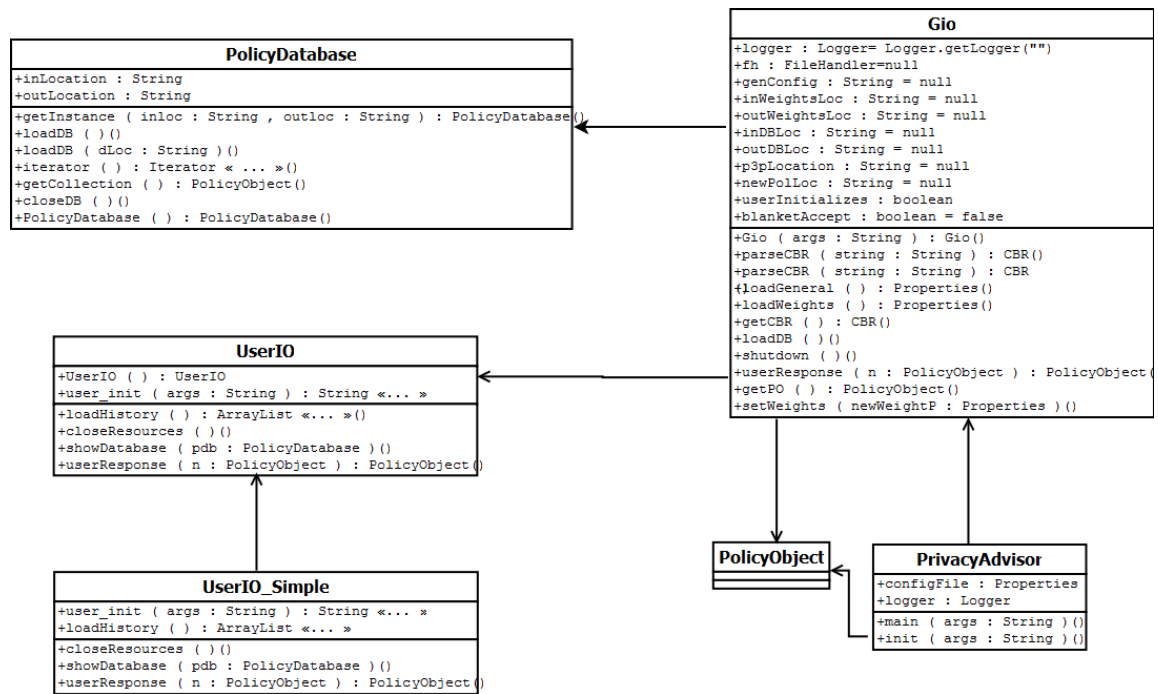 PolicyDatabase
+inLocation : String
+outLocation : String
+getInstance ( inloc : String , outloc : String ) : PolicyDatabase()
+loadDB ( )()
+loadDB ( dLoc : String )()
+iterator ( ) : Iterator « ... »()
+getCollection ( ) : PolicyObject()
+closeDB ( )()
+PolicyDatabase ( ) : PolicyDatabase()
Gio
+logger : Logger= Logger.getLogger("")
+fh : FileHandler=null
+genConfig : String = null
+inWeightsLoc : String = null
+outWeightsLoc : String = null
+inDBLoc : String = null
+outDBLoc : String = null
+p3pLocation : String = null
+newPolLoc : String = null
+userInitializes : boolean
+blanketAccept : boolean = false
+Gio ( args : String ) : Gio()
+parseCBR ( string : String ) : CBR()
+parseCBR ( string : String ) : CBR
()
+loadGeneral ( ) : Properties()
+loadWeights ( ) : Properties()
+getCBR ( ) : CBR()
+loadDB ( )()
+shutdown ( )()
+userResponse ( n : PolicyObject ) : PolicyObject()
+getPO ( ) : PolicyObject()
+setWeights ( newWeightP : Properties )()
UserIO
+UserIO ( ) : UserIO
+user_init ( args : String ) : String «... »
+loadHistory ( ) : ArrayList «... »()
+closeResources ( )()
+showDatabase ( pdb : PolicyDatabase )()
+userResponse ( n : PolicyObject ) : PolicyObject()
UserIO_Simple
+user_init ( args : String ) : String «... »
+loadHistory ( ) : ArrayList «... »
+closeResources ( )()
+showDatabase ( pdb : PolicyDatabase )()
+userResponse ( n : PolicyObject ) : PolicyObject()
PolicyObject
PrivacyAdvisor
+configFile : Properties
+logger : Logger
+main ( args : String )()
+init ( args : String )()